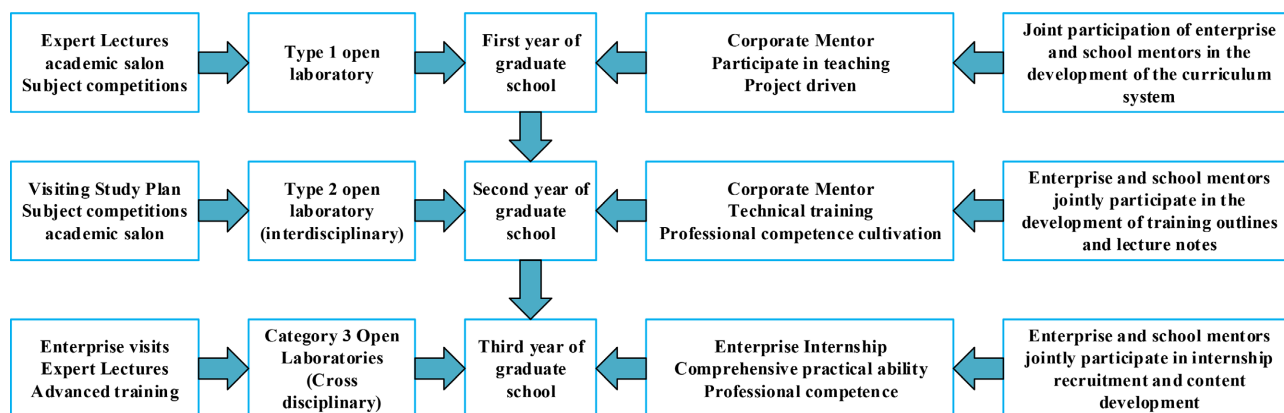 Expert Lectures
academic salon
Subject competitions
Type 1 open
laboratory
First year of
graduate
school
Corporate Mentor
Participate in teaching
Project driven
Joint participation of enterprise
and school mentors in the
development of the curriculum
system
Visiting Study Plan
Subject competitions
academic salon
Type 2 open
laboratory
(interdisciplinary)
Second year of
graduate
school
Corporate Mentor
Technical training
Professional competence cultivation
Enterprise and school mentors
jointly participate in the
development of training outlines
and lecture notes
Enterprise visits
Expert Lectures
Advanced training
Category 3 Open
Laboratories
(Cross
disciplinary)
Third year of
graduate
school
Enterprise Internship
Comprehensive practical ability
Professional competence
Enterprise and school mentors
jointly participate in internship
recruitment and content
development